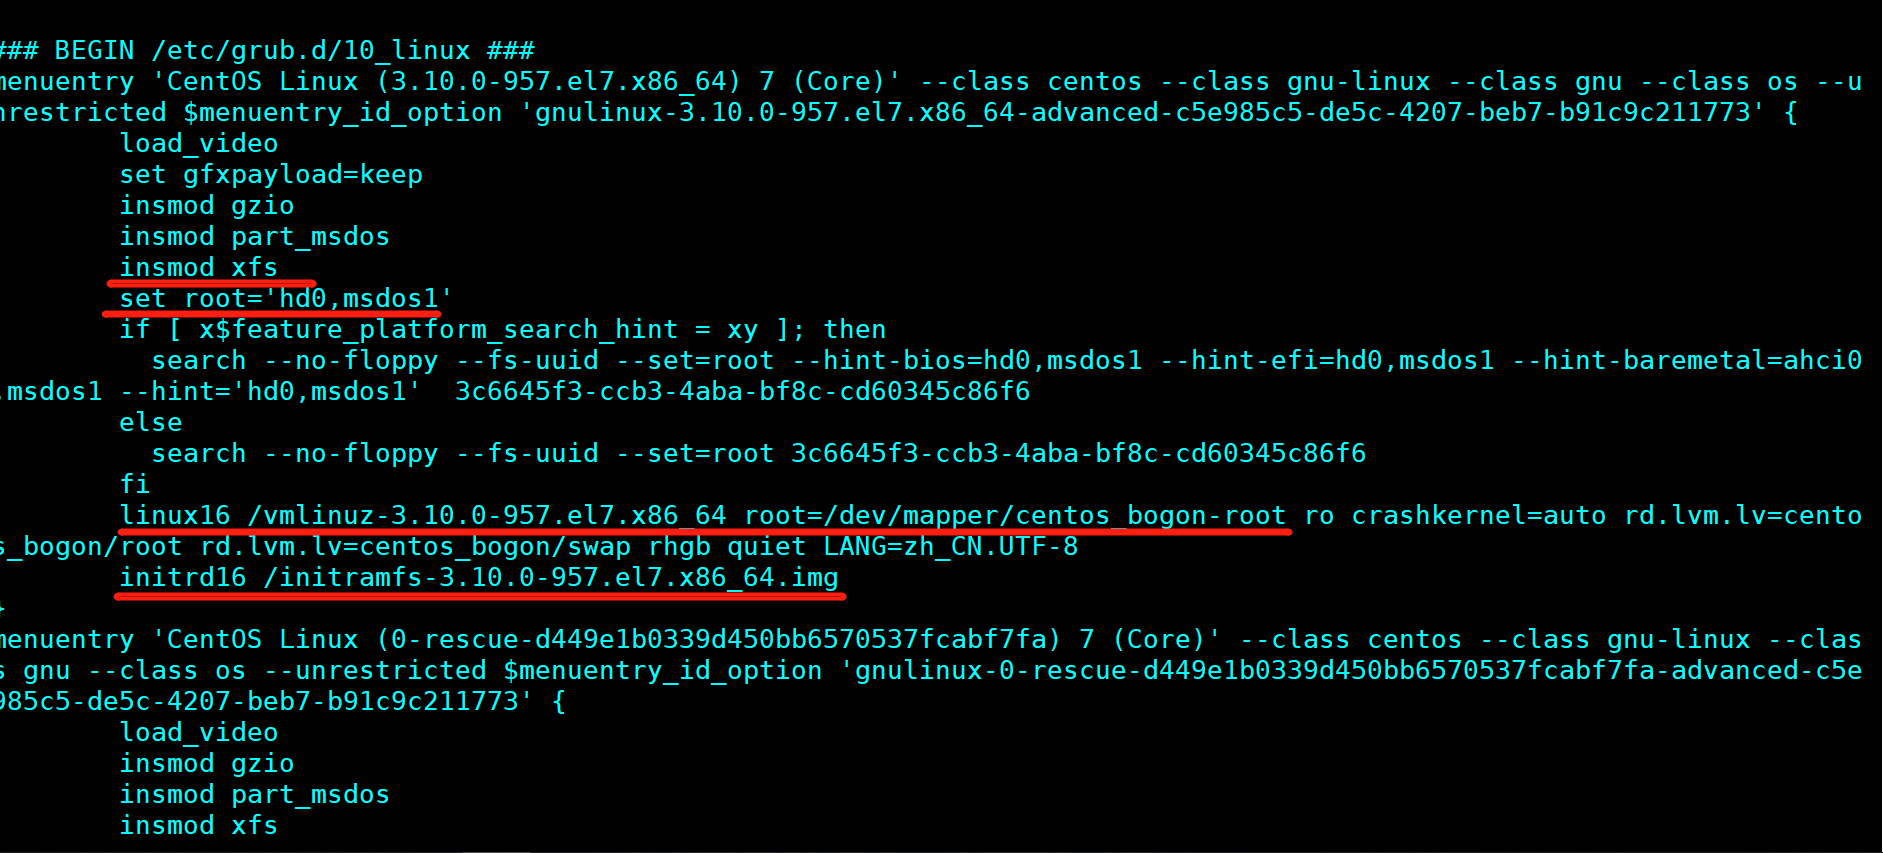 ### BEGIN /etc/grub.d/10_linux ###
menuentry 'CentOS Linux (3.10.0-957.el7.x86_64) 7 (Core)' --class centos --class gnu-linux --class gnu --class os --u
nrestricted $menuentry_id_option 'gnulinux-3.10.0-957.el7.x86_64-advanced-c5e985c5-de5c-4207-beb7-b91c9c211773' {
load_video
set gfxpayload=keep
insmod gzio
insmod part_msdos
insmod xfs
set root='hd0,msdos1'
if [ x$feature_platform_search_hint = xy ]; then
search --no-floppy --fs-uuid --set=root --hint-bios=hd0,msdos1 --hint-efi=hd0,msdos1 --hint-baremetal=ahci0
,msdos1 --hint='hd0,msdos1'  3c6645f3-ccb3-4aba-bf8c-cd60345c86f6
else
search --no-floppy --fs-uuid --set=root 3c6645f3-ccb3-4aba-bf8c-cd60345c86f6
fi
linux16 /vmlinuz-3.10.0-957.el7.x86_64 root=/dev/mapper/centos_bogon-root ro crashkernel=auto rd.lvm.lv=cento
s_bogon/root rd.lvm.lv=centos_bogon/swap rhgb quiet LANG=zh_CN.UTF-8
initrd16 /initramfs-3.10.0-957.el7.x86_64.img
}
menuentry 'CentOS Linux (0-rescue-d449e1b0339d450bb6570537fcabf7fa) 7 (Core)' --class centos --class gnu-linux --clas
s gnu --class os --unrestricted $menuentry_id_option 'gnulinux-0-rescue-d449e1b0339d450bb6570537fcabf7fa-advanced-c5e
985c5-de5c-4207-beb7-b91c9c211773' {
load_video
insmod gzio
insmod part_msdos
insmod xfs